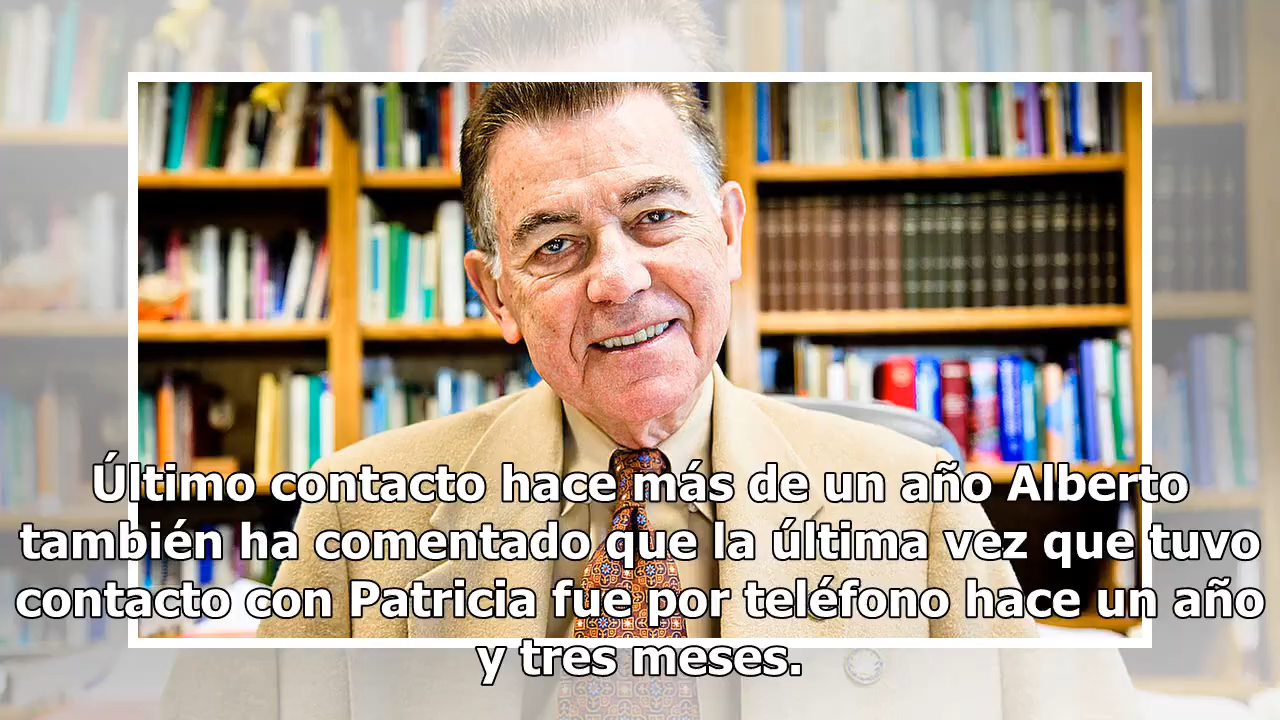 Último contacto hace más de un año Alberto
también ha comentado que la última vez que tuvo
contacto con Patricia fue por teléfono hace un año
y tres meses.